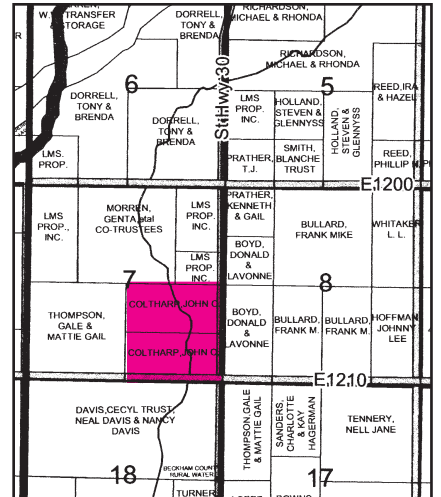 W. TRANSFER
& STORAGE
R
DORRELL,
TONY &
BRENDA
RICHARDSON,
MICHAEL & RHONDA
RICHARDSON,
MICHAEL & RHONDA
6
5
DORRELL,
TONY &
BRENDA
DORRELL,
TONY &
BRENDA
St Hwy 30
LMS
PROP.
INC.
HOLLAND,
STEVEN &
GLENNYSS
HOLLAND,
STEVEN &
GLENNYSS
REED, IRA
& HAZEL
LMS.
PROP.
PRATHER,
T.J.
SMITH,
BLANCHE
TRUST
REED,
PHILLIP
E1200
LMS
PROP.,
INC.
MORREN,
GENTA, etal
CO-TRUSTEES
LMS
PROP.
INC.
PRATHER,
KENNETH
& GAIL
BULLARD,
FRANK MIKE
WHITAKER
L. L.
LMS
PROP.
INC.
BOYD,
DONALD
&
LAVONNE
7
8
THOMPSON,
GALE &
MATTIE GAIL
COLTHARP, JOHN C.
COLTHARP, JOHN C.
BOYD,
DONALD
&
LAVONNE
BULLARD,
FRANK M.
BULLARD,
FRANK M.
HOFFMAN
JOHNNY
LEE
E1210
DAVIS, CECYL TRUST,
NEAL DAVIS & NANCY
DAVIS
THOMPSON, GALE
& MATTIE GAIL
SANDERS,
CHARLOTTE
& KAY
HAGERMAN
TENNERY,
NELL JANE
BECKHAM COUNTY
RURAL WATER
18
17
TURNER